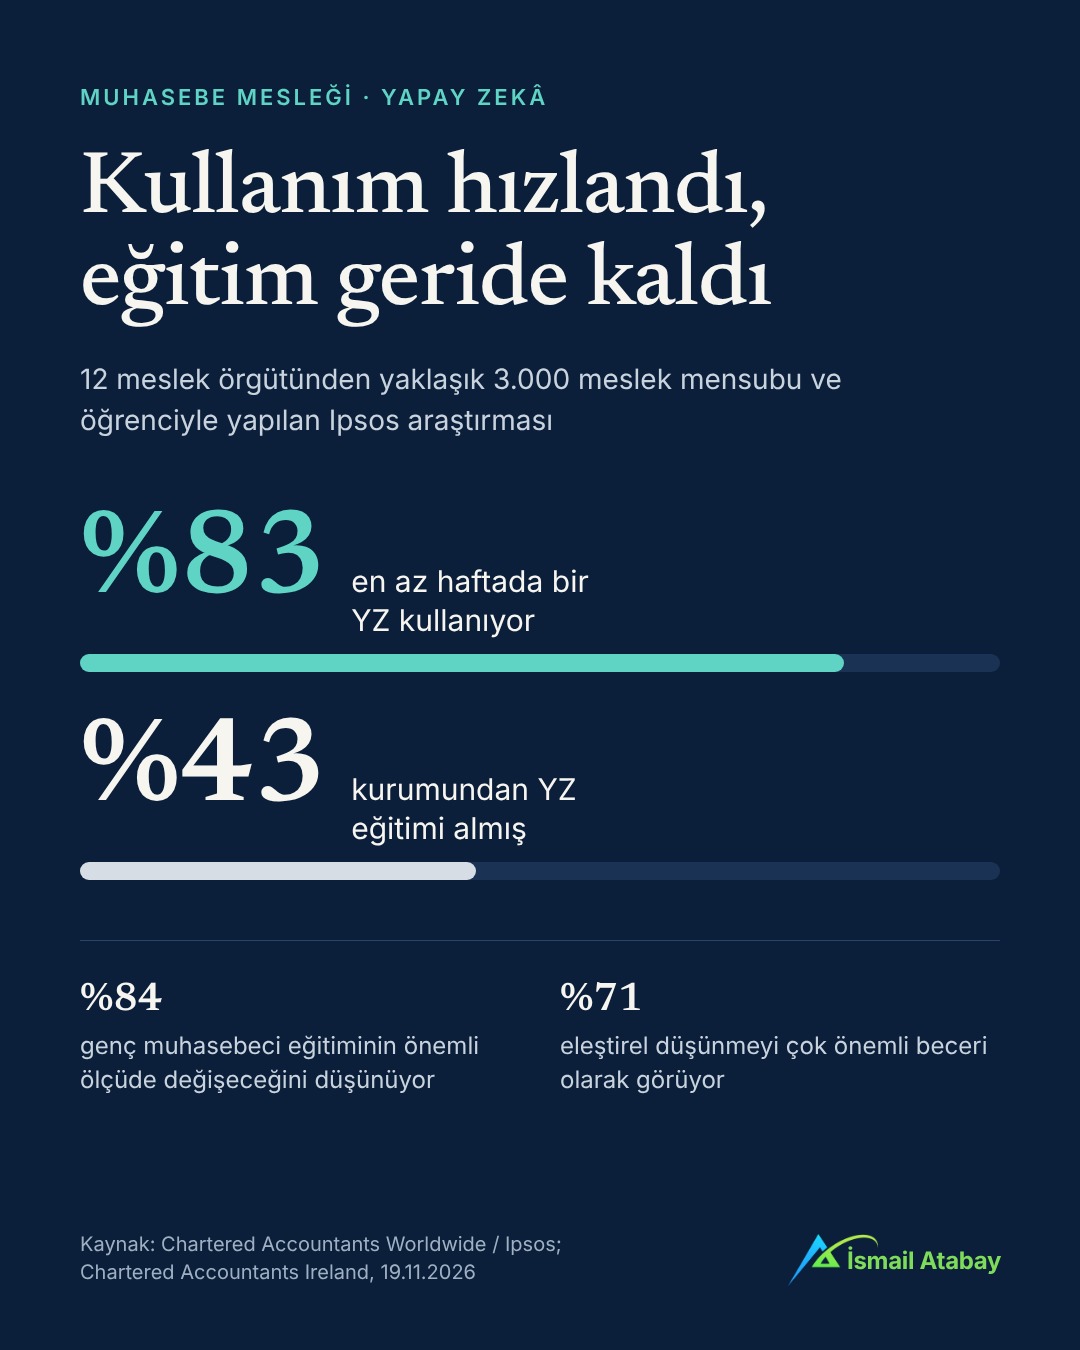 MUHASEBE MESLEĞİ · YAPAY ZEKÂ
Kullanım hızlandı,
eğitim geride kaldı
12 meslek örgütünden yaklaşık 3.000 meslek mensubu ve
öğrenciyle yapılan Ipsos araştırması
%83
en az haftada bir
YZ kullanıyor
%43
kurumundan YZ
eğitimi almış
%84
genç muhasebeci eğitiminin önemli
ölçüde değişeceğini düşünüyor
%71
eleştirel düşünmeyi çok önemli beceri
olarak görüyor
Kaynak: Chartered Accountants Worldwide / Ipsos;
Chartered Accountants Ireland, 19.11.2026
İsmail Atabay